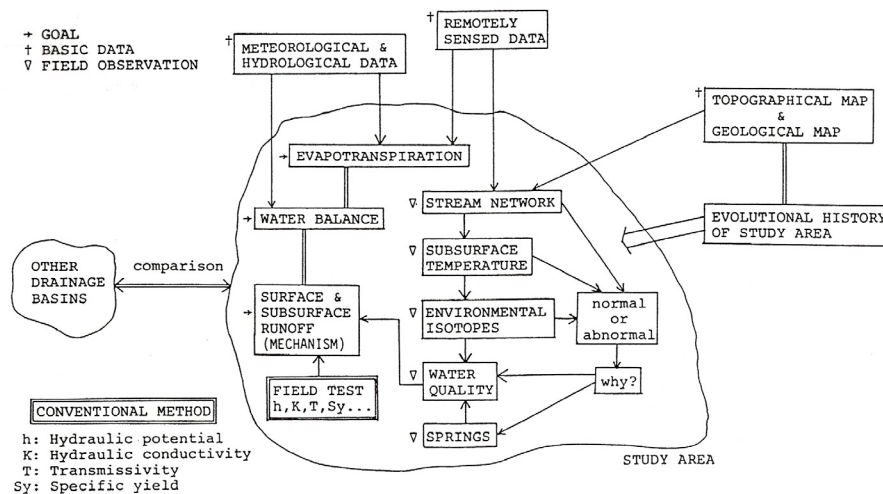 → GOAL
† BASIC DATA
∇ FIELD OBSERVATION
† METEOROLOGICAL &
HYDROLOGICAL DATA
† REMOTELY
SENSED DATA
† TOPOGRAPHICAL MAP
&
GEOLOGICAL MAP
→ EVAPOTRANSPIRATION
∇ STREAM NETWORK
→ WATER BALANCE
EVOLUTIONAL HISTORY
OF STUDY AREA
∇ SUBSURFACE
TEMPERATURE
OTHER
DRAINAGE
BASINS
comparison
→ SURFACE &
SUBSURFACE
RUNOFF
(MECHANISM)
∇ ENVIRONMENTAL
ISOTOPES
normal
or
abnormal
∇ WATER
QUALITY
why?
FIELD TEST
h,K,T,Sy...
∇ SPRINGS
STUDY AREA
CONVENTIONAL METHOD
h: Hydraulic potential
K: Hydraulic conductivity
T: Transmissivity
Sy: Specific yield